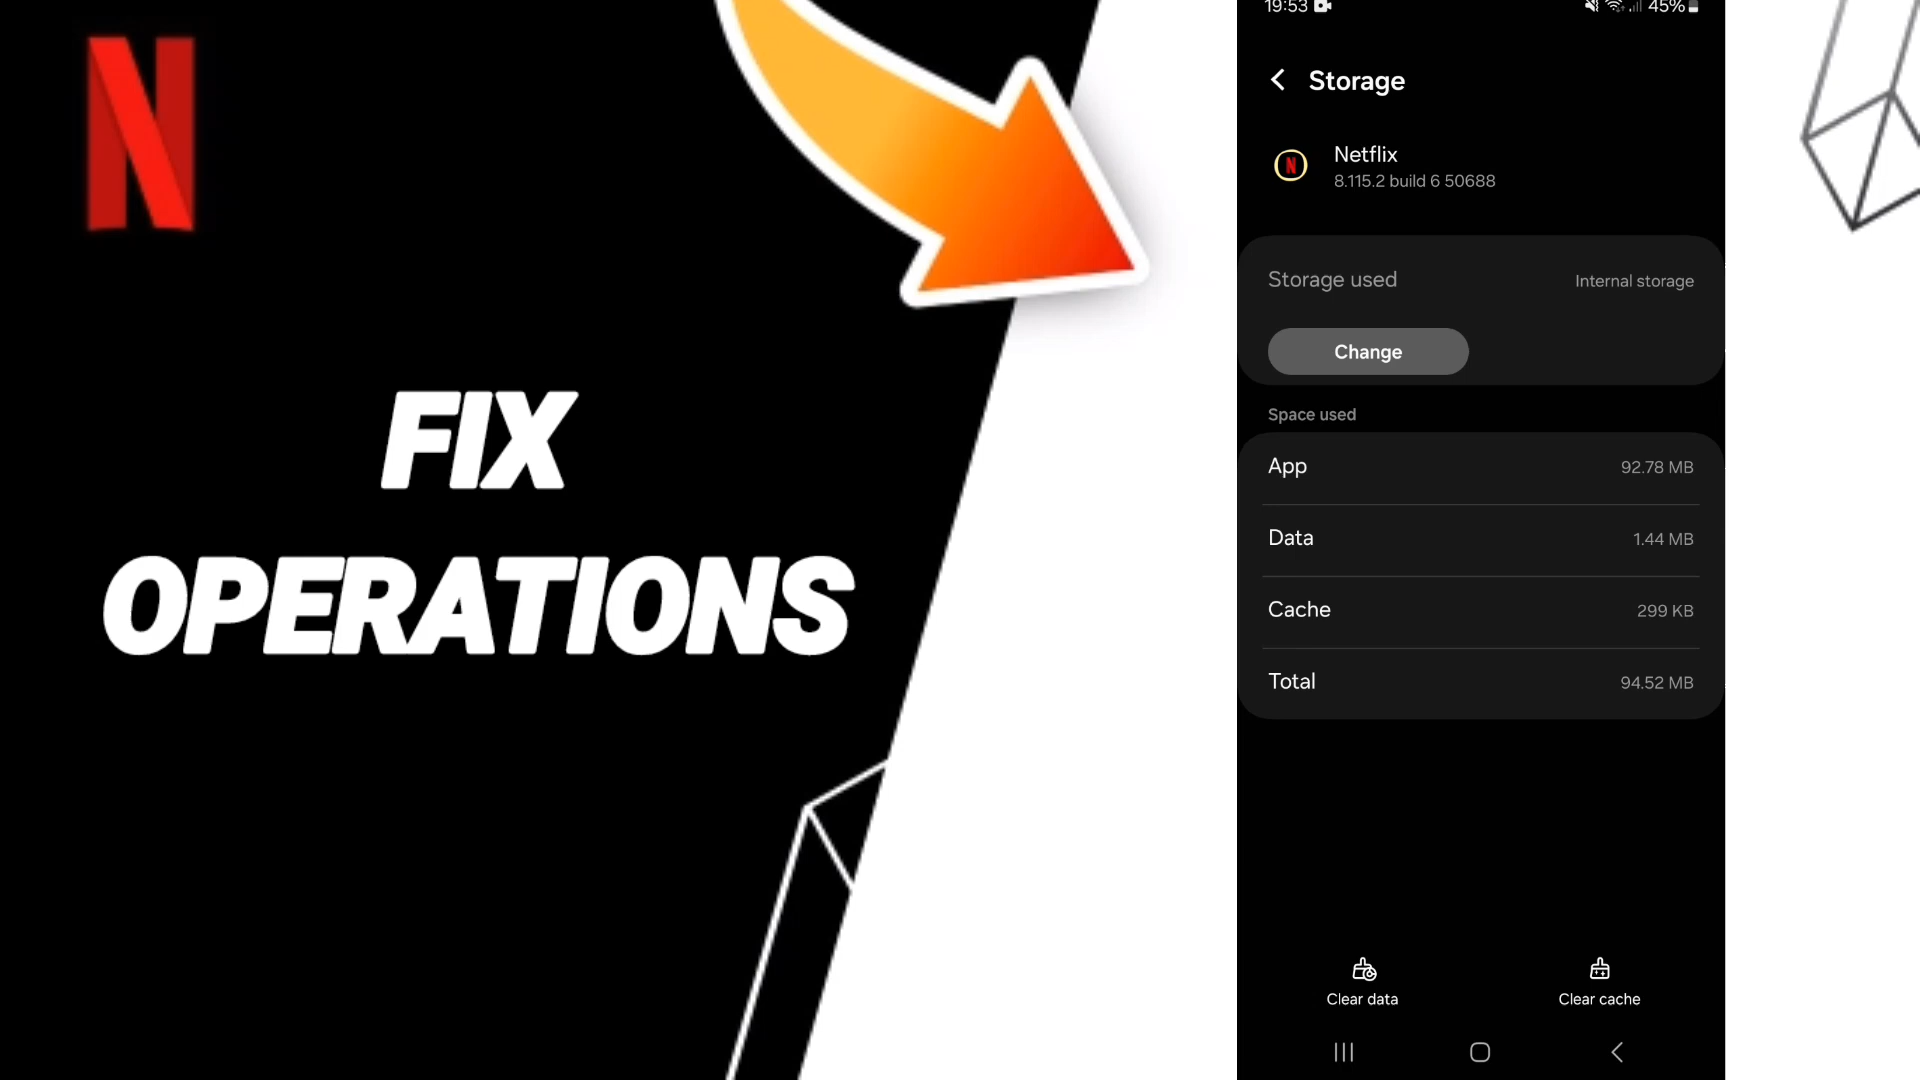 FIX
OPERATIONS
19:53 45%
Storage
Netflix
8.115.2 build 6 50688
Storage used Internal storage
Change
Space used
App 92.78 MB
Data 1.44 MB
Cache 299 KB
Total 94.52 MB
Clear data Clear cache